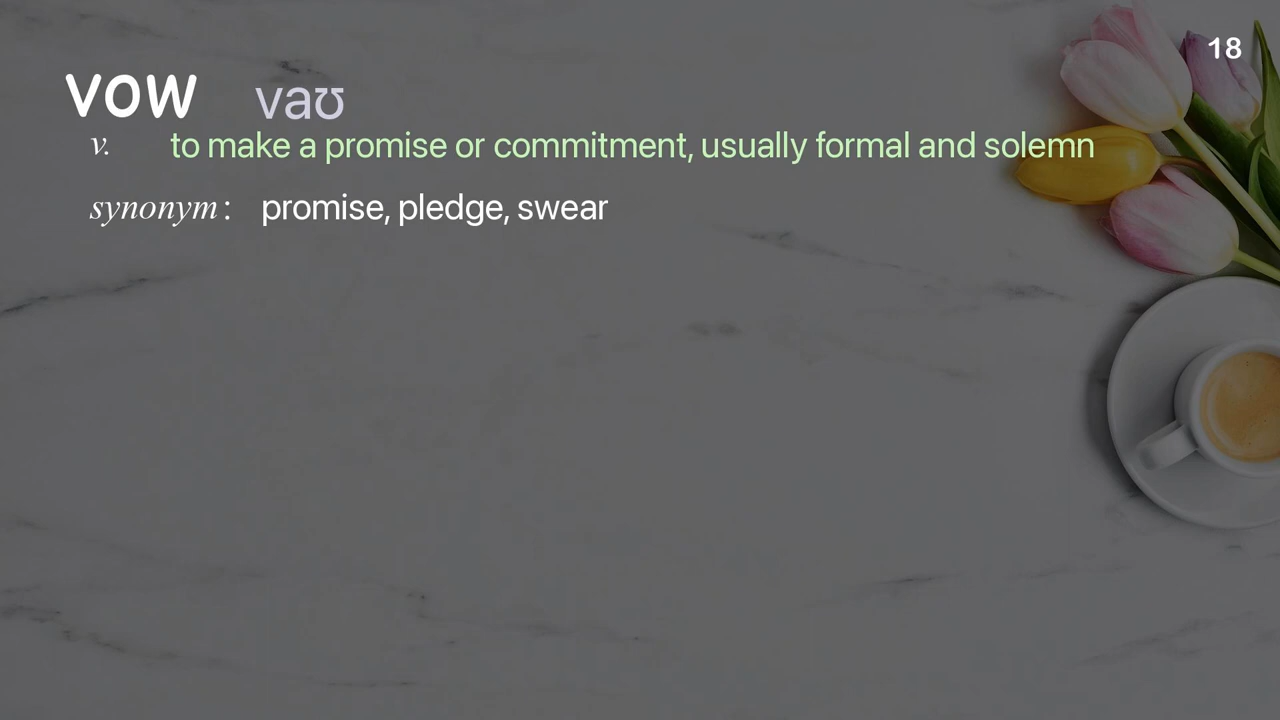 18
vow vaʊ
v. to make a promise or commitment, usually formal and solemn
synonym : promise, pledge, swear